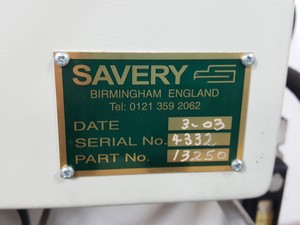 SAVERY
BIRMINGHAM ENGLAND
Tel: 0121 359 2062
DATE 3-03
SERIAL No. 4332
PART No. 13250